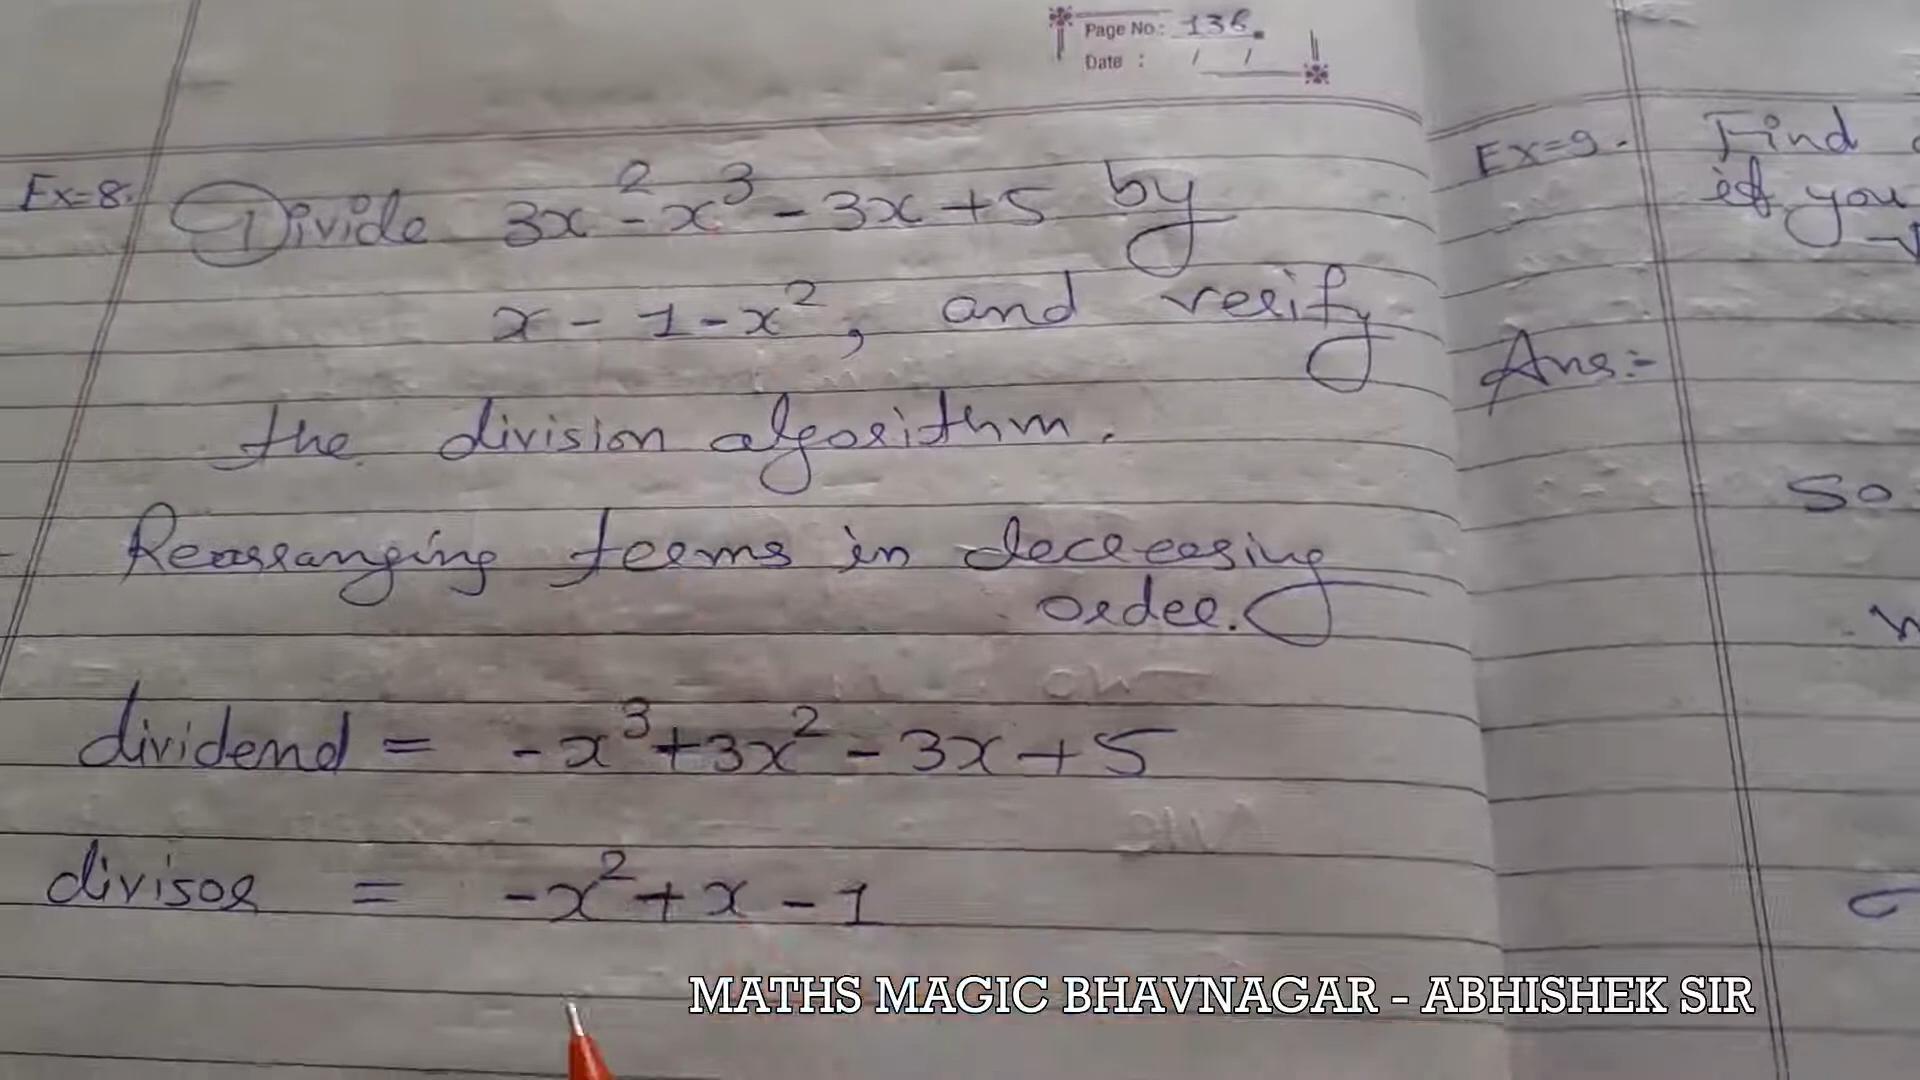 Page No.: 136.
Date : / /
Ex=8. Divide 3x²-x³-3x+5 by
x-1-x², and verify
the division algorithm.
Rearranging terms in decreasing
order.
dividend = -x³+3x²-3x+5
divisor = -x²+x-1
Ex=9. Find
if you
Ans:-
So
MATHS MAGIC BHAVNAGAR - ABHISHEK SIR